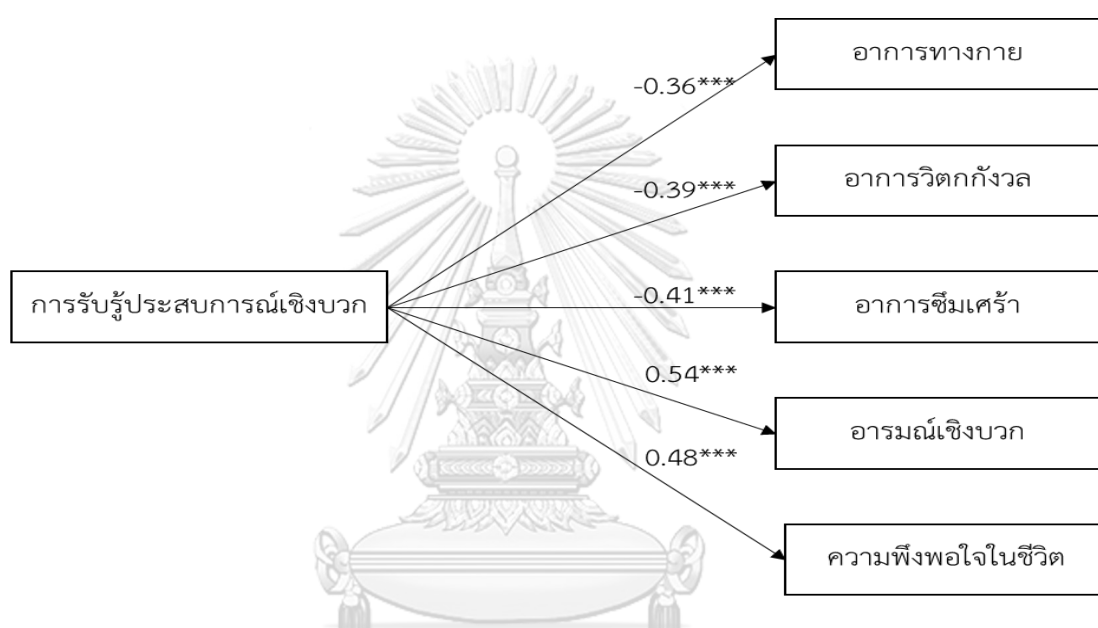 อาการทางกาย
-0.36***
อาการวิตกกังวล
-0.39***
การรับรู้ประสบการณ์เชิงบวก
-0.41***
อาการซึมเศร้า
0.54***
อารมณ์เชิงบวก
0.48***
ความพึงพอใจในชีวิต